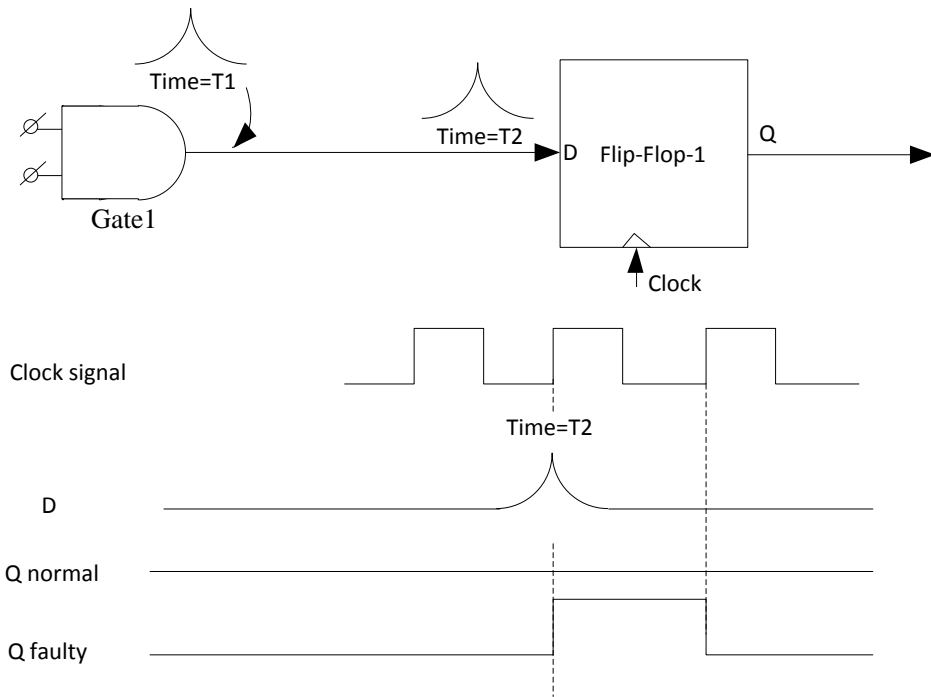 Time=T1
Time=T2
D
Flip-Flop-1
Q
Gate1
Clock
Clock signal
Time=T2
D
Q normal
Q faulty